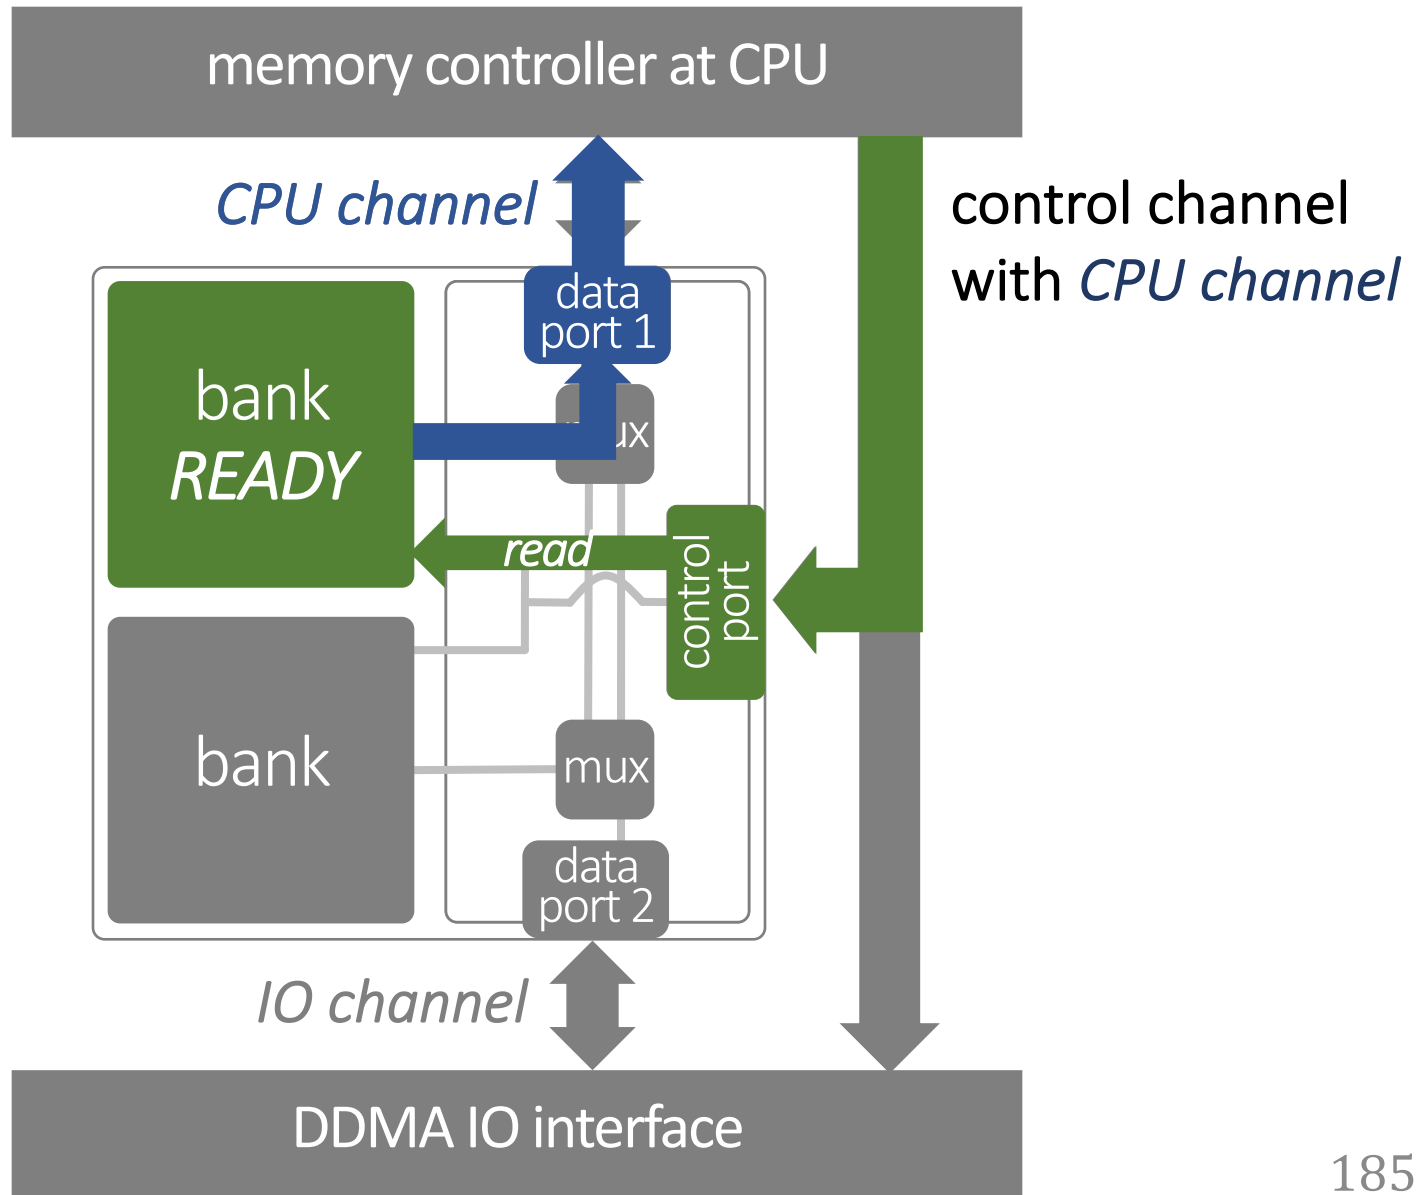 memory controller at CPU
CPU channel
control channel
with CPU channel
data
port 1
bank
READY
read
control
port
bank
mux
data
port 2
IO channel
DDMA IO interface
185